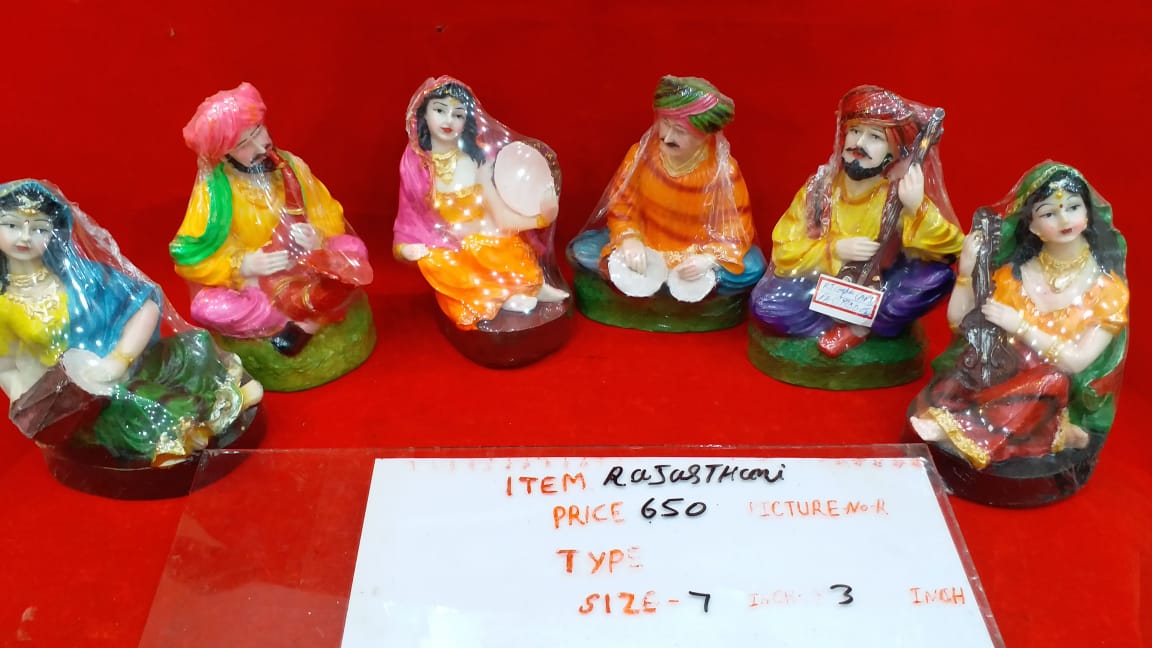 ITEM RAJASTHANI
PRICE 650 PICTURE NO-R
TYPE
SIZE - 7 INCH 3 INCH